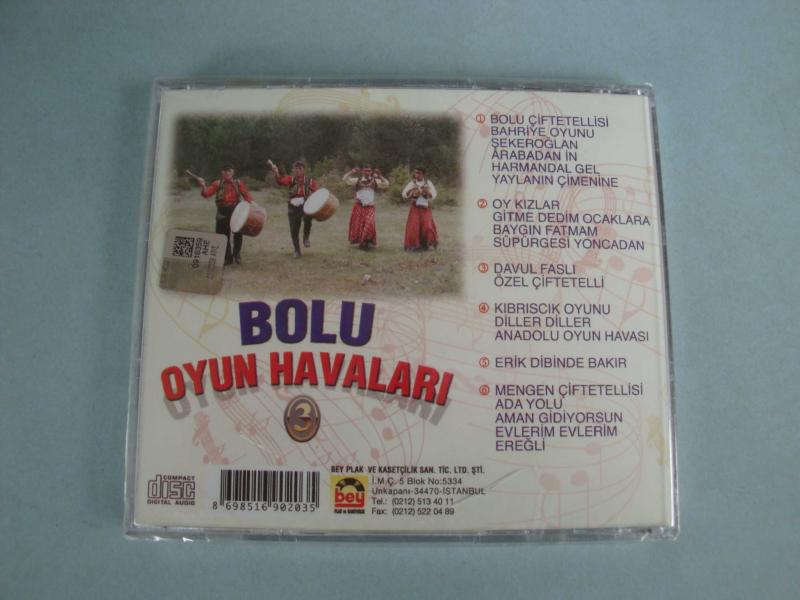 ① BOLU ÇİFTETELLİSİ
BAHRİYE OYUNU
ŞEKEROĞLAN
ARABADAN İN
HARMANDAL GEL
YAYLANIN ÇİMENİNE
② OY KIZLAR
GİTME DEDİM OCAKLARA
BAYGIN FATMAM
SÜPÜRGESİ YONCADAN
③ DAVUL FASLI
ÖZEL ÇİFTETELLİ
④ KIBRISCIK OYUNU
DİLLER DİLLER
ANADOLU OYUN HAVASI
⑤ ERİK DİBİNDE BAKIR
⑥ MENGEN ÇİFTETELLİSİ
ADA YOLU
AMAN GİDİYORSUN
EVLERİM EVLERİM
EREĞLİ
AHE
0918359
BOLU
OYUN HAVALARI
3
COMPACT
disc
DIGITAL AUDIO
8 698516 902035
bey
BEY PLAK VE KASETÇİLİK SAN. TİC. LTD. ŞTİ.
İ.M.Ç. 5 Blok No:5334
Unkapanı-34470-İSTANBUL
Tel.: (0212) 513 40 11
Fax: (0212) 522 04 89